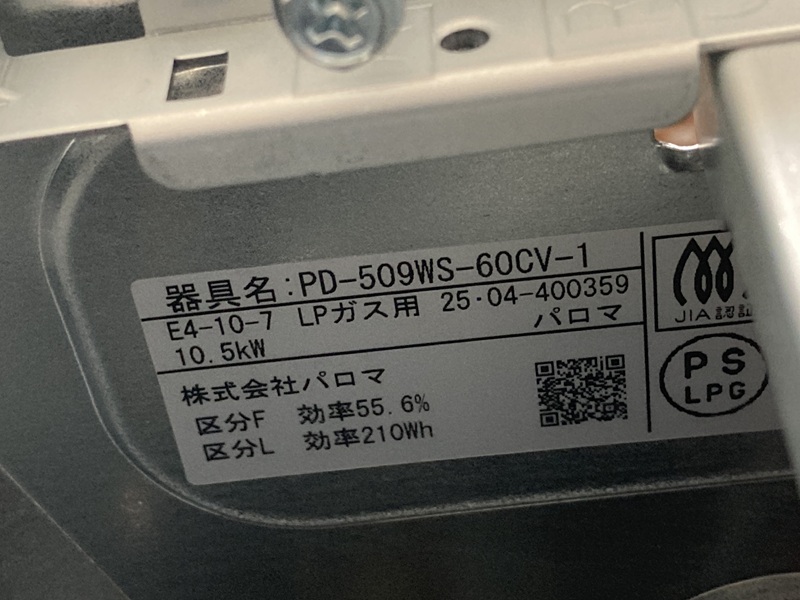 器具名:PD-509WS-60CV-1
E4-10-7 LPガス用 25・04-400359
10.5kW パロマ
株式会社パロマ
区分F 効率55.6%
区分L 効率210Wh
JIA認証
PS
LPG